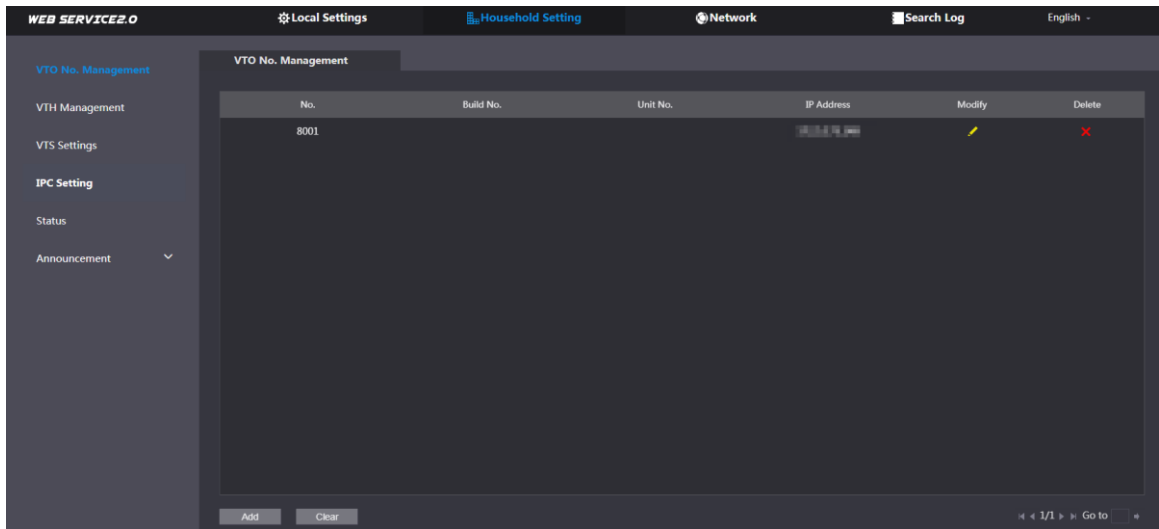 WEB SERVICE2.0 Local Settings Household Setting Network Search Log English
VTO No. Management
VTH Management
VTS Settings
IPC Setting
Status
Announcement
VTO No. Management
No. Build No. Unit No. IP Address Modify Delete
8001
Add Clear 1/1 Go to